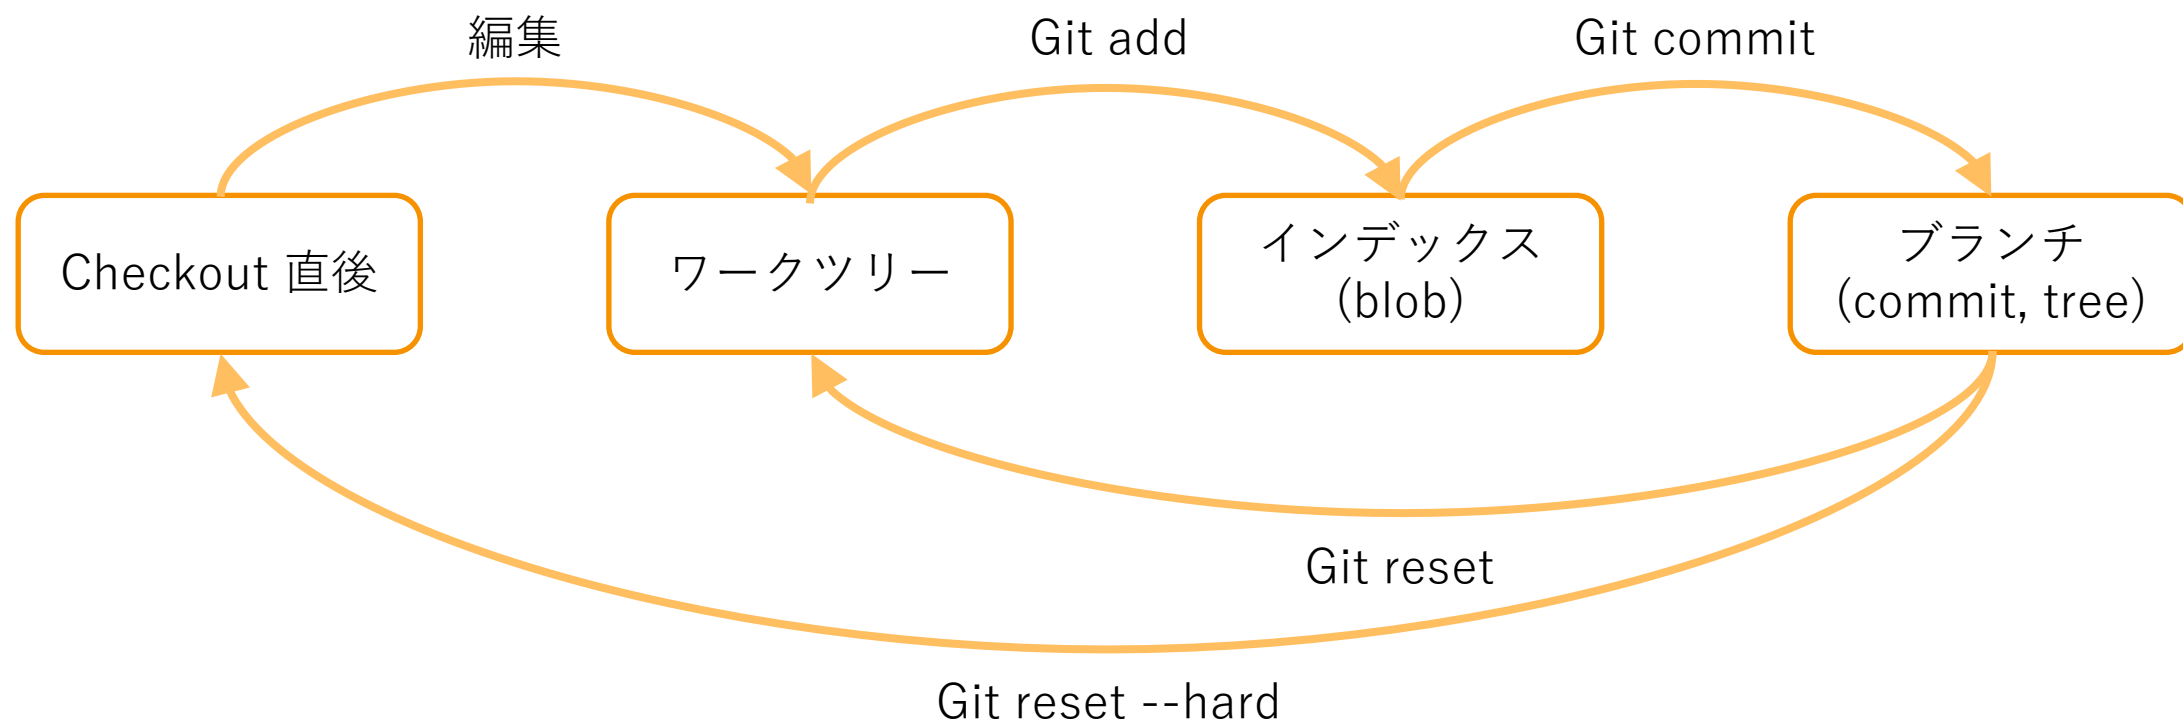 編集
Git add
Git commit
Checkout 直後
ワークツリー
インデックス
(blob)
ブランチ
(commit, tree)
Git reset
Git reset --hard